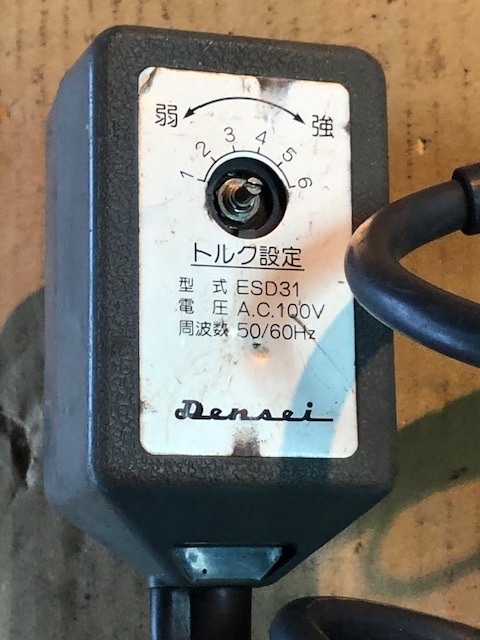 弱 強
1 2 3 4 5 6
トルク設定
型式 ESD31
電圧 A.C.100V
周波数 50/60Hz
Densei